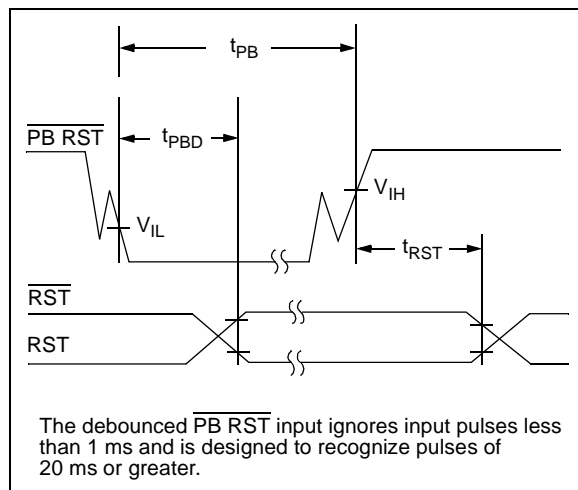 tPB
tPBD
PB RST
VIH
VIL
tRST
RST
RST
The debounced PB RST input ignores input pulses less
than 1 ms and is designed to recognize pulses of
20 ms or greater.